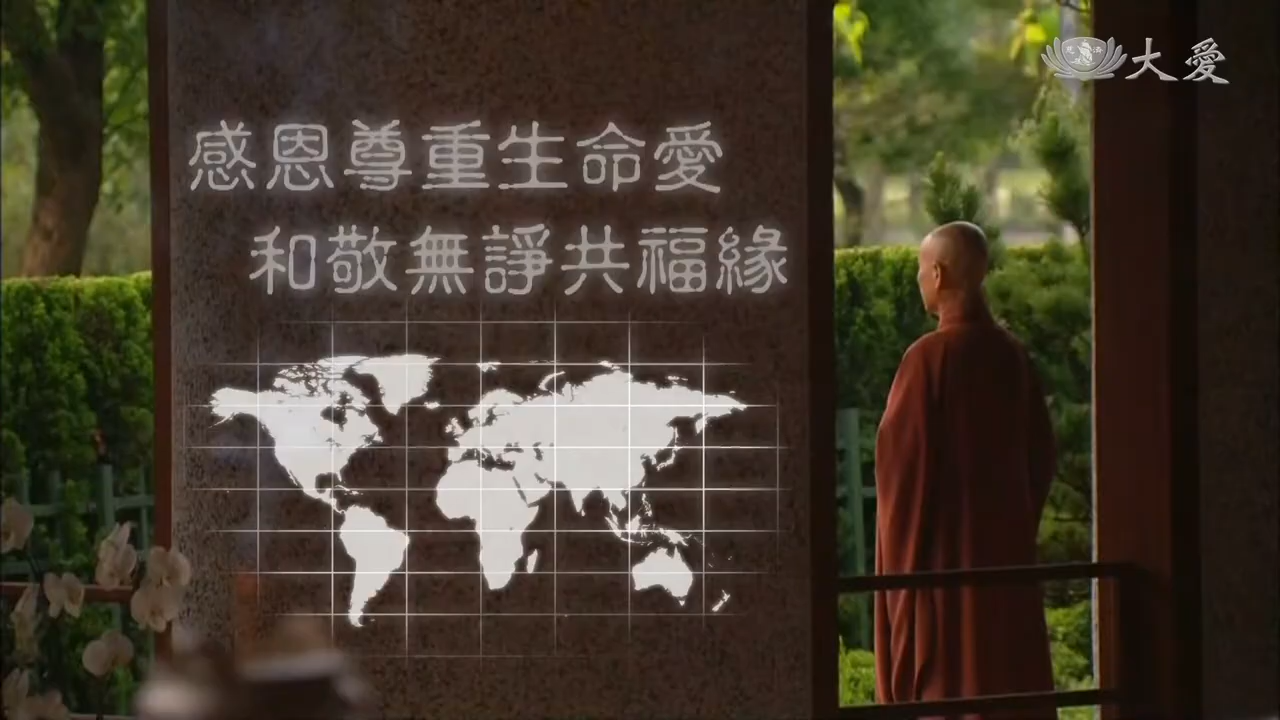 大愛
感恩尊重生命愛
和敬無諍共福緣